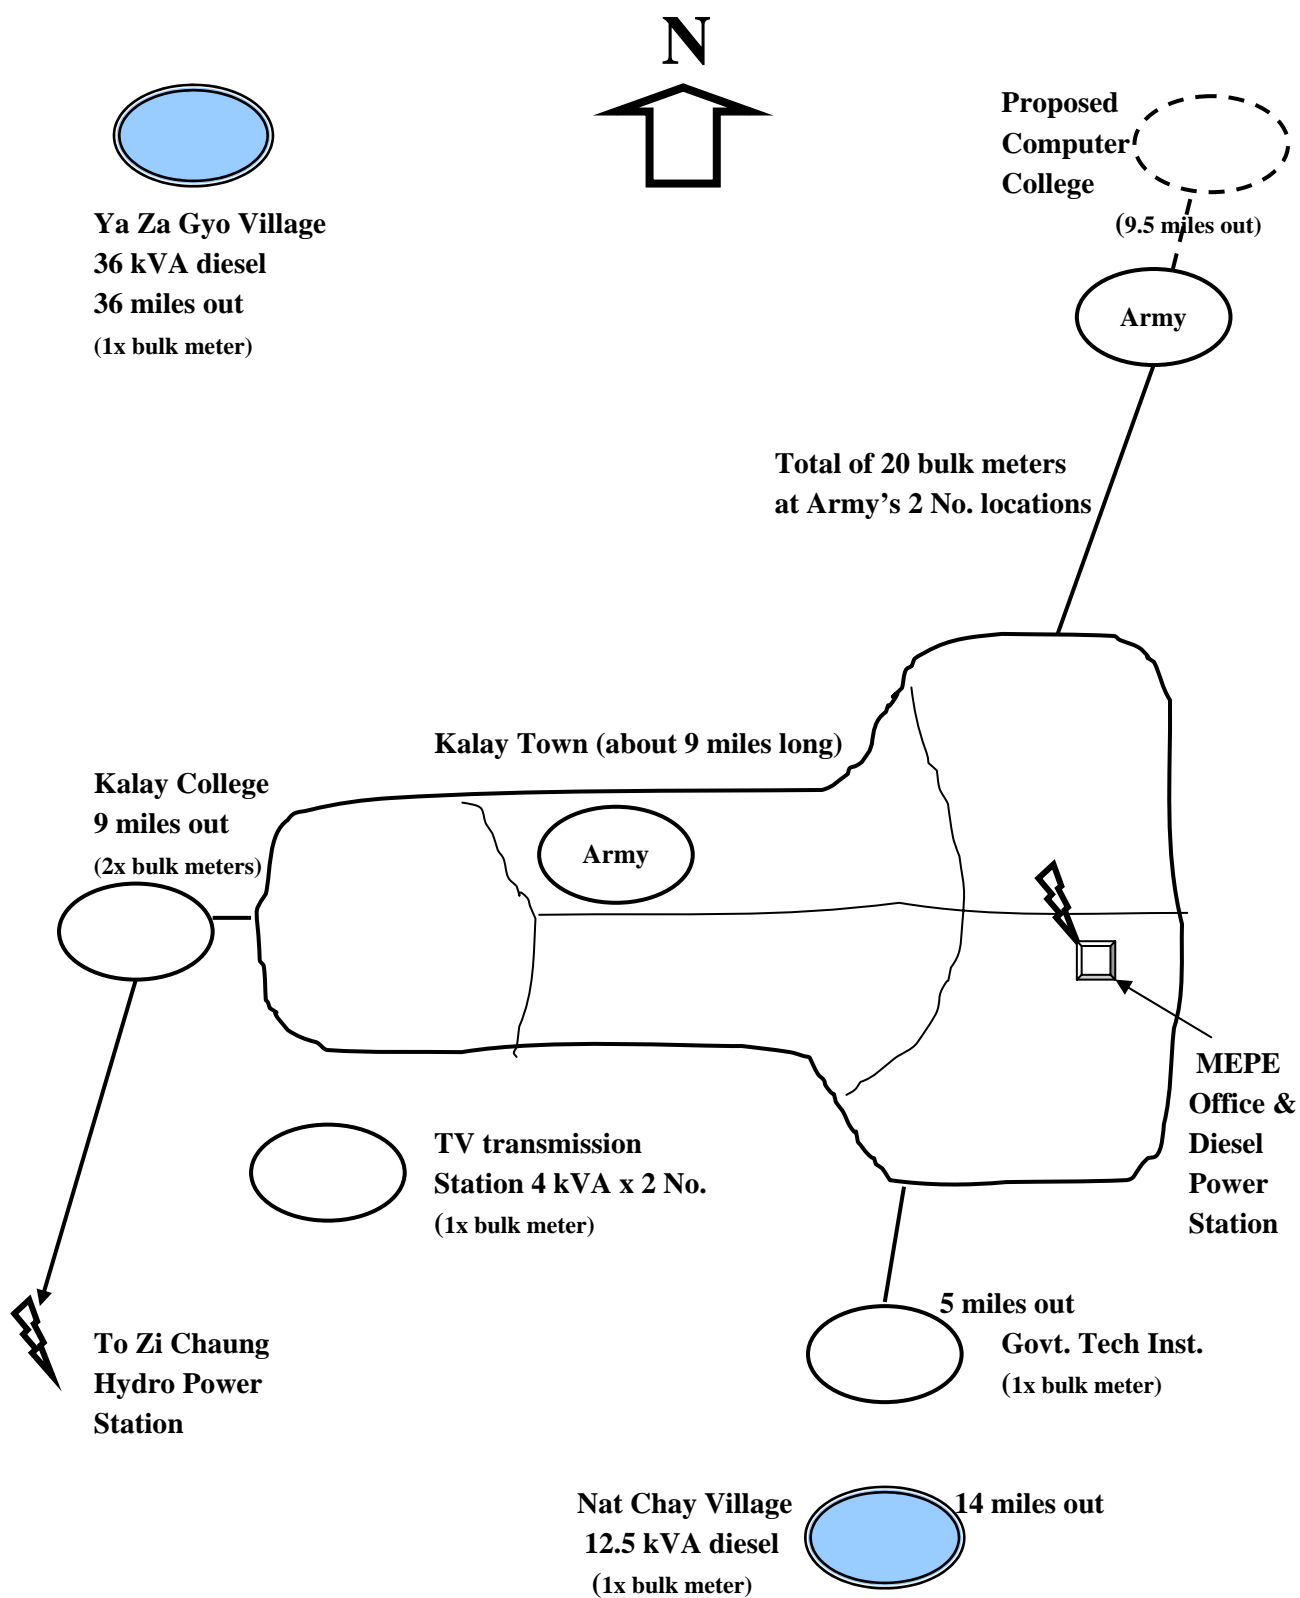 N
Proposed
Computer
College
(9.5 miles out)
Ya Za Gyo Village
36 kVA diesel
36 miles out
(1x bulk meter)
Army
Total of 20 bulk meters
at Army’s 2 No. locations
Kalay Town (about 9 miles long)
Kalay College
9 miles out
(2x bulk meters)
Army
MEPE
Office &
Diesel
Power
Station
TV transmission
Station 4 kVA x 2 No.
(1x bulk meter)
5 miles out
Govt. Tech Inst.
(1x bulk meter)
To Zi Chaung
Hydro Power
Station
Nat Chay Village
12.5 kVA diesel
(1x bulk meter)
14 miles out